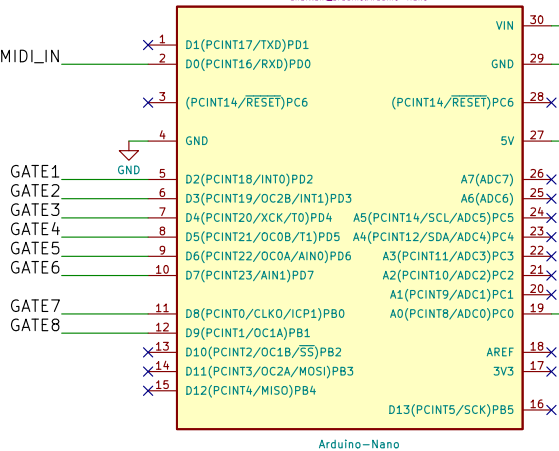 VIN 30
1 D1(PCINT17/TXD)PD1
MIDI_IN 2 D0(PCINT16/RXD)PD0 GND 29
3 (PCINT14/RESET)PC6 (PCINT14/RESET)PC6 28
4 GND 5V 27
GND
GATE1 5 D2(PCINT18/INT0)PD2 A7(ADC7) 26
GATE2 6 D3(PCINT19/OC2B/INT1)PD3 A6(ADC6) 25
GATE3 7 D4(PCINT20/XCK/T0)PD4 A5(PCINT14/SCL/ADC5)PC5 24
GATE4 8 D5(PCINT21/OC0B/T1)PD5 A4(PCINT12/SDA/ADC4)PC4 23
GATE5 9 D6(PCINT22/OC0A/AIN0)PD6 A3(PCINT11/ADC3)PC3 22
GATE6 10 D7(PCINT23/AIN1)PD7 A2(PCINT10/ADC2)PC2 21
A1(PCINT9/ADC1)PC1 20
GATE7 11 D8(PCINT0/CLKO/ICP1)PB0 A0(PCINT8/ADC0)PC0 19
GATE8 12 D9(PCINT1/OC1A)PB1
13 D10(PCINT2/OC1B/SS)PB2 AREF 18
14 D11(PCINT3/OC2A/MOSI)PB3 3V3 17
15 D12(PCINT4/MISO)PB4
D13(PCINT5/SCK)PB5 16
Arduino-Nano